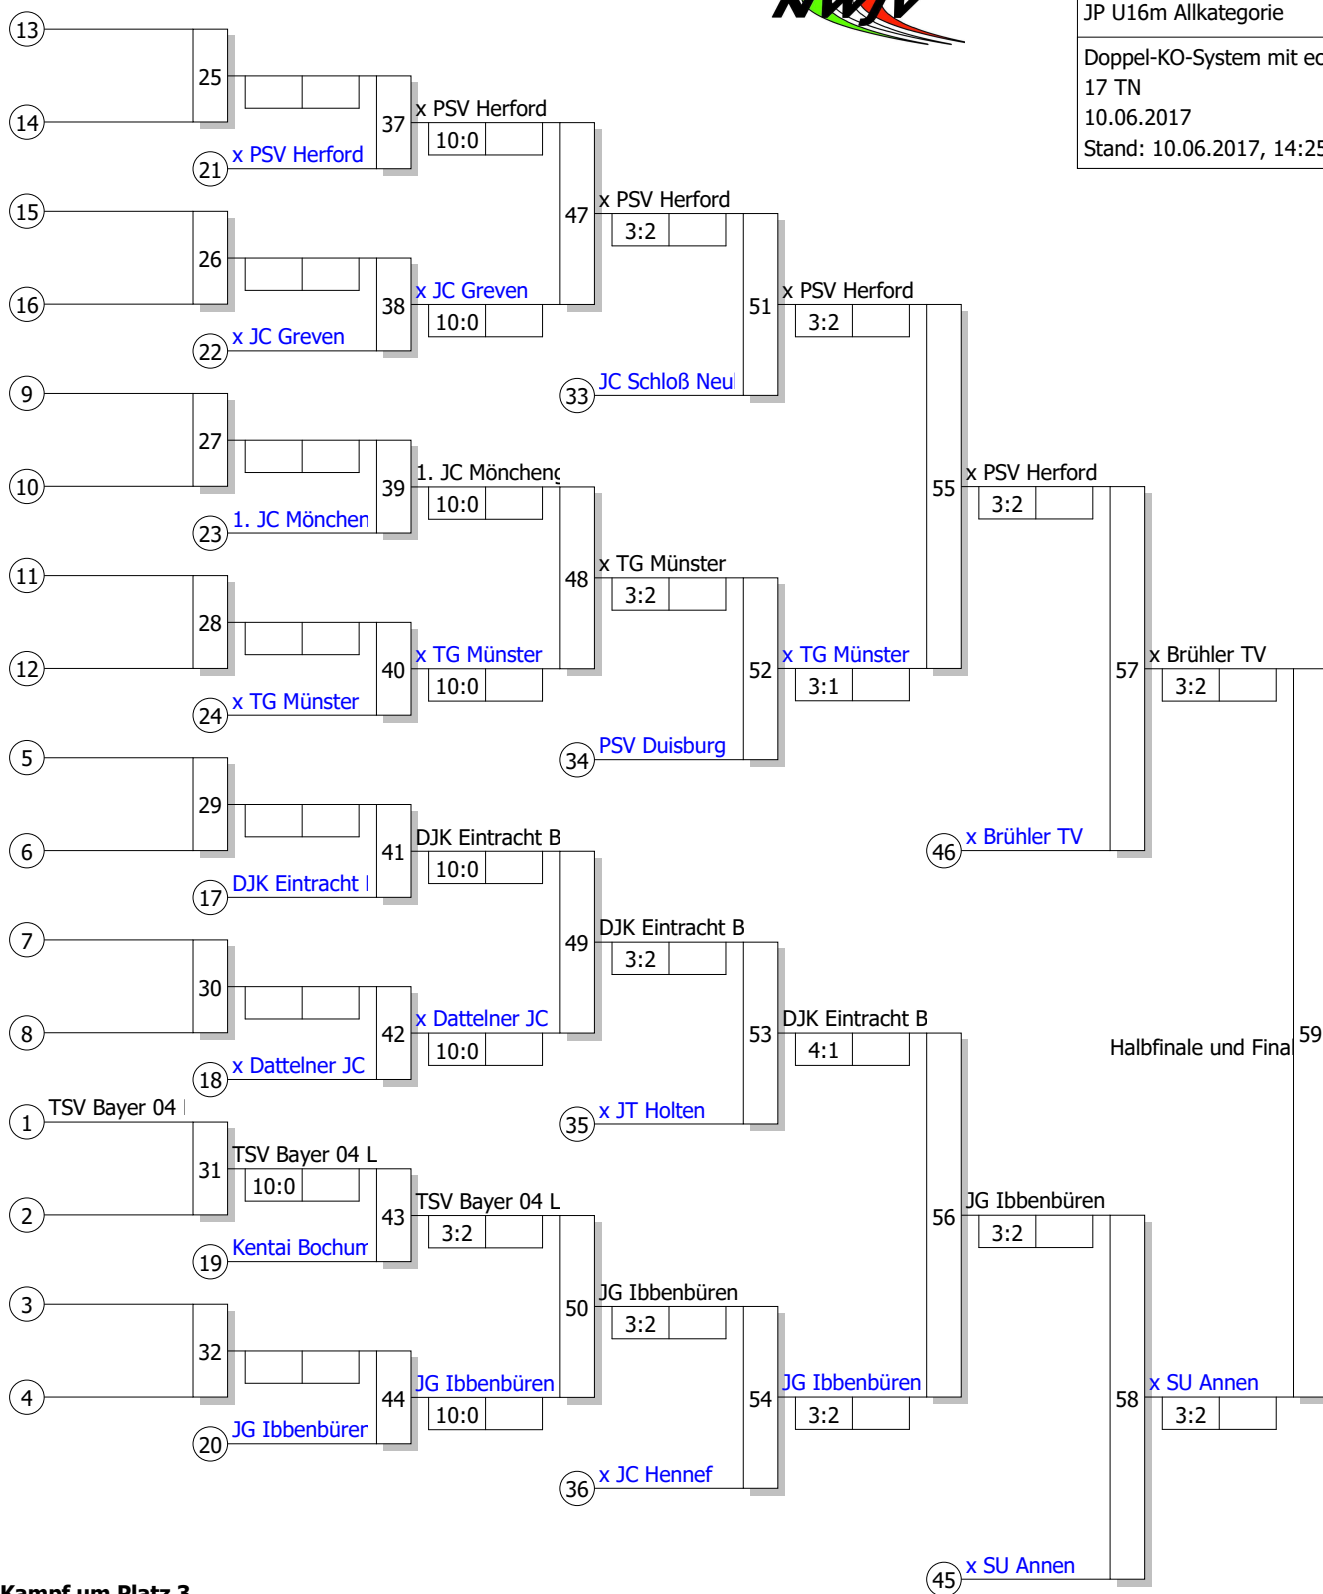 NWJV
JP U16m Allkategorie
Doppel-KO-System mit
17 TN
10.06.2017
Stand: 10.06.2017, 14:25
13
25
14
37
x PSV Herford
10:0
21
x PSV Herford
47
x PSV Herford
3:2
15
26
16
38
x JC Greven
10:0
22
x JC Greven
51
x PSV Herford
3:2
33
JC Schloß
9
27
10
39
1. JC
10:0
23
1. JC
48
x TG Münster
3:2
55
x PSV Herford
3:2
11
28
12
40
x TG Münster
10:0
24
x TG Münster
52
x TG Münster
3:1
34
PSV Duisburg
57
x Brühler TV
3:2
46
x Brühler TV
5
29
6
41
DJK Eintracht B
10:0
17
DJK Eintracht
49
DJK Eintracht B
3:2
7
30
8
42
x Dattelner JC
10:0
18
x Dattelner JC
53
DJK Eintracht B
4:1
35
x JT Holten
Halbfinale und
59
1
TSV Bayer 04
31
TSV Bayer 04 L
10:0
2
43
TSV Bayer 04 L
3:2
19
Kentai Bochum
50
JG Ibbenbüren
3:2
56
JG Ibbenbüren
3:2
3
32
4
44
JG Ibbenbüren
10:0
20
JG Ibbenbüren
54
JG Ibbenbüren
3:2
36
x JC Hennef
58
x SU Annen
3:2
45
x SU Annen
Kampf um Platz 3